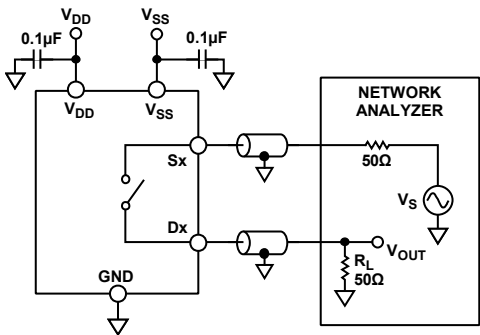 VDD
VSS
0.1µF
0.1µF
VDD
VSS
NETWORK
ANALYZER
Sx
50Ω
VS
Dx
VOUT
RL
50Ω
GND